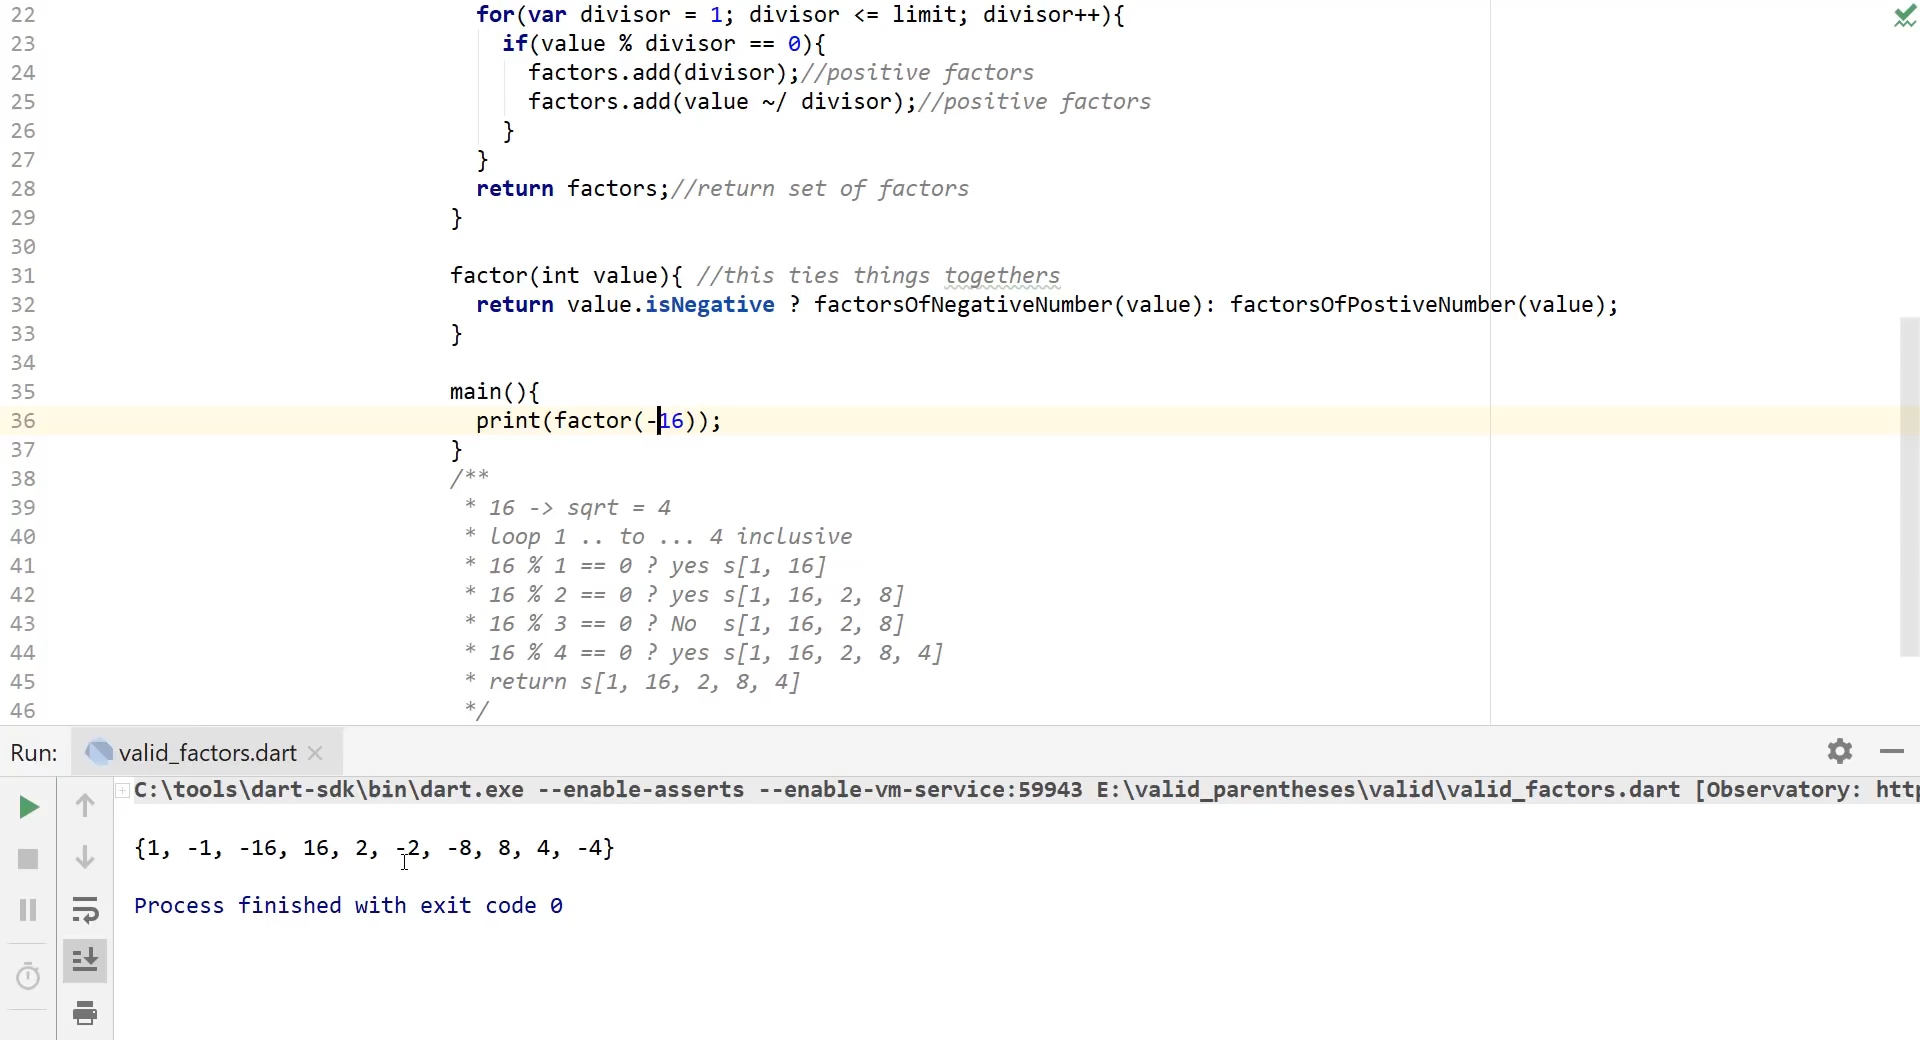 22 for(var divisor = 1; divisor <= limit; divisor++){
23 if(value % divisor == 0){
24 factors.add(divisor);//positive factors
25 factors.add(value ~/ divisor);//positive factors
26 }
27 }
28 return factors;//return set of factors
29 }
30
31 factor(int value){ //this ties things togethers
32 return value.isNegative ? factorsOfNegativeNumber(value): factorsOfPostiveNumber(value);
33 }
34
35 main(){
36 print(factor(-16));
37 }
38 /**
39 * 16 -> sqrt = 4
40 * loop 1 .. to ... 4 inclusive
41 * 16 % 1 == 0 ? yes s[1, 16]
42 * 16 % 2 == 0 ? yes s[1, 16, 2, 8]
43 * 16 % 3 == 0 ? No s[1, 16, 2, 8]
44 * 16 % 4 == 0 ? yes s[1, 16, 2, 8, 4]
45 * return s[1, 16, 2, 8, 4]
46 */
Run: valid_factors.dart
C:\tools\dart-sdk\bin\dart.exe --enable-asserts --enable-vm-service:59943 E:\valid_parentheses\valid\valid_factors.dart [Observatory: http
{1, -1, -16, 16, 2, -2, -8, 8, 4, -4}
Process finished with exit code 0